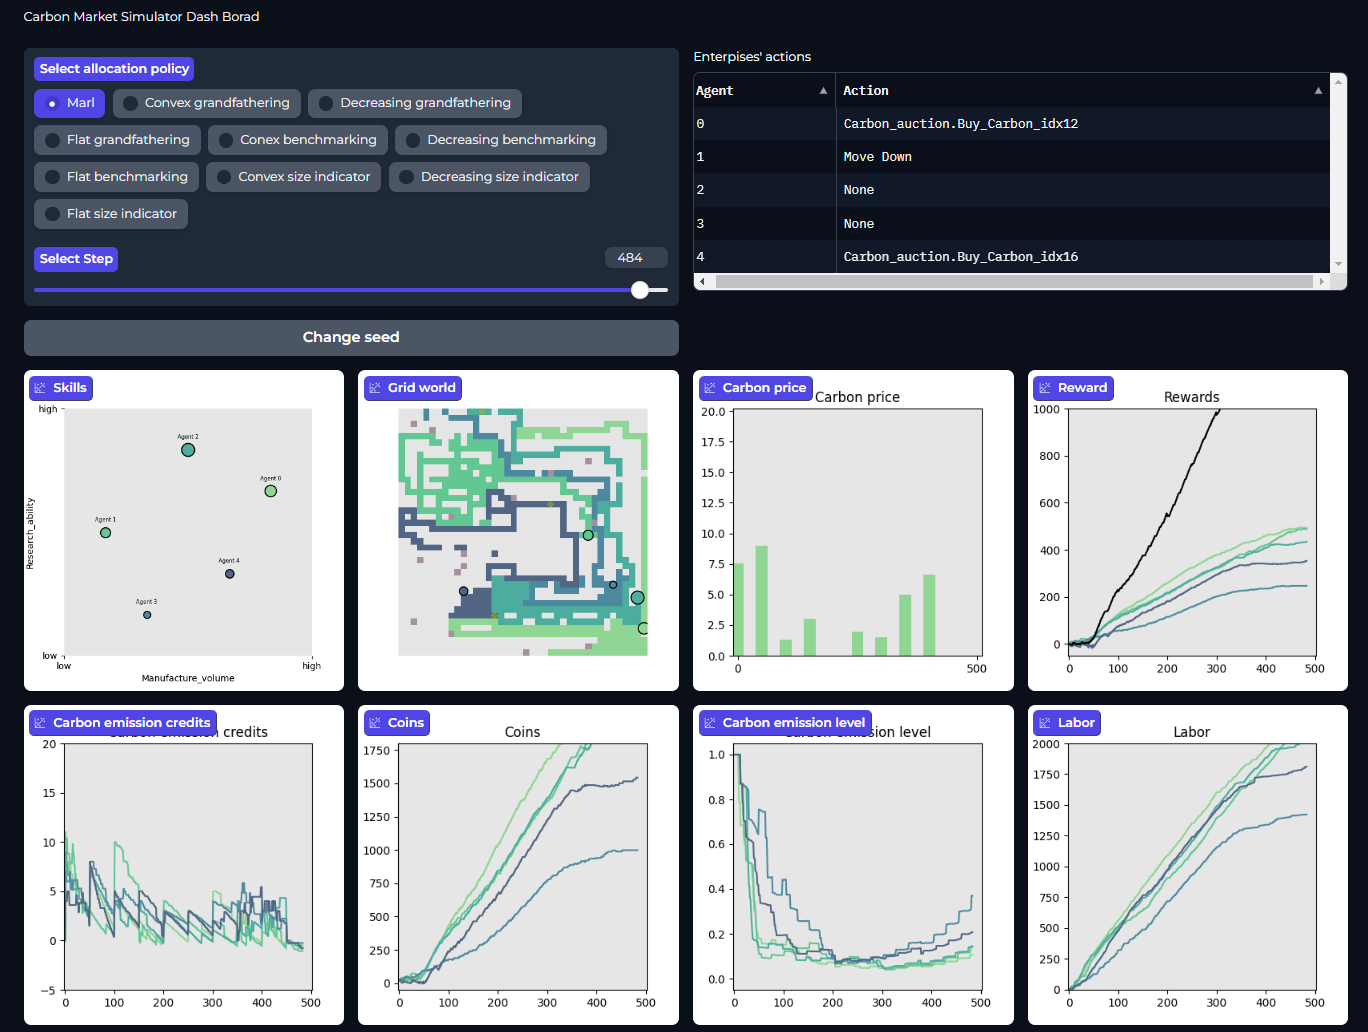 Carbon Market Simulator Dash Borad
Select allocation policy
Marl
Convex grandfathering
Decreasing grandfathering
Flat grandfathering
Conex benchmarking
Decreasing benchmarking
Flat benchmarking
Convex size indicator
Decreasing size indicator
Flat size indicator
Select Step
484
Change seed
Enterpises' actions
Agent Action
0 Carbon_auction.Buy_Carbon_idx12
1 Move Down
2 None
3 None
4 Carbon_auction.Buy_Carbon_idx16
Skills
high
Research_ability
low
Agent 2
Agent 0
Agent 1
Agent 4
Agent 3
low high
Manufacture_volume
Grid world
Carbon price
Carbon price
20.0
17.5
15.0
12.5
10.0
7.5
5.0
2.5
0.0
0 500
Reward
Rewards
1000
800
600
400
200
0
0 100 200 300 400 500
Carbon emission credits
Carbon emission credits
20
15
10
5
0
−5
0 100 200 300 400 500
Coins
Coins
1750
1500
1250
1000
750
500
250
0
0 100 200 300 400 500
Carbon emission level
Carbon emission level
1.0
0.8
0.6
0.4
0.2
0.0
0 100 200 300 400 500
Labor
Labor
2000
1750
1500
1250
1000
750
500
250
0
0 100 200 300 400 500